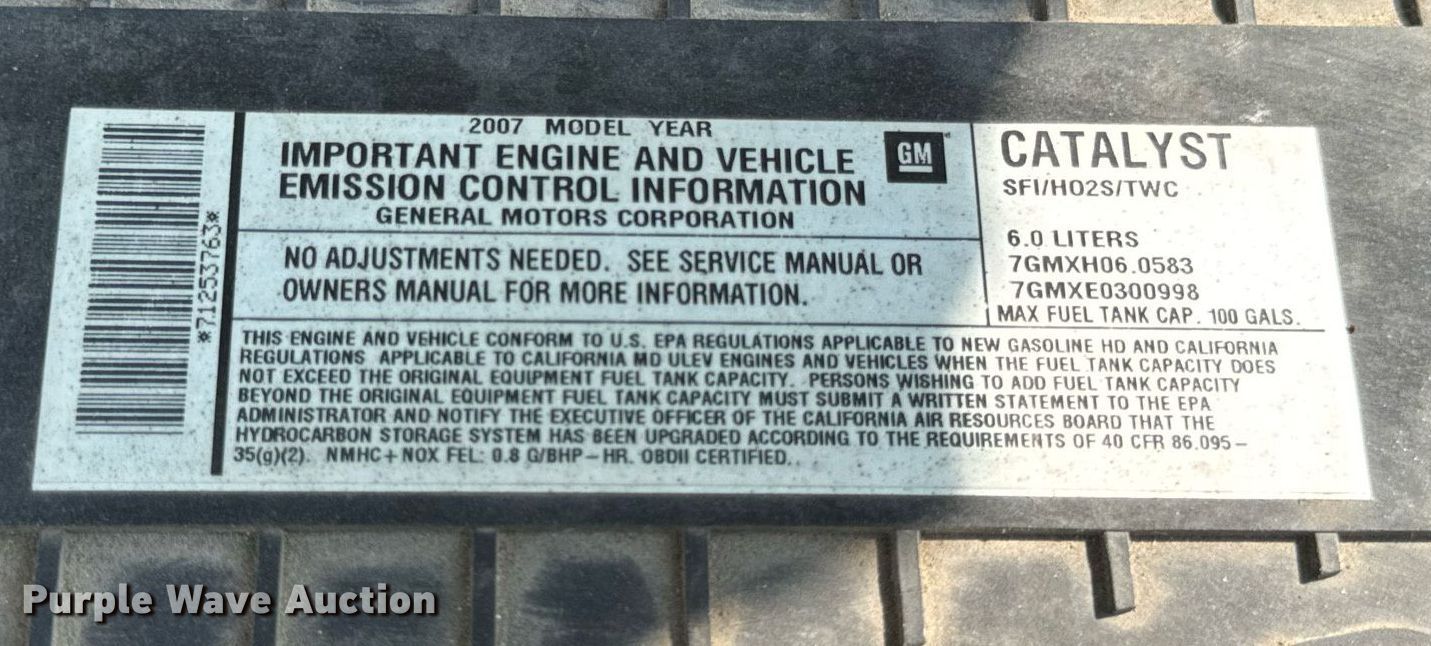 *71253763*
2007 MODEL YEAR
IMPORTANT ENGINE AND VEHICLE
EMISSION CONTROL INFORMATION
GENERAL MOTORS CORPORATION
GM
NO ADJUSTMENTS NEEDED. SEE SERVICE MANUAL OR
OWNERS MANUAL FOR MORE INFORMATION.
CATALYST
SFI/HO2S/TWC
6.0 LITERS
7GMXH06.0583
7GMXE0300998
MAX FUEL TANK CAP. 100 GALS.
THIS ENGINE AND VEHICLE CONFORM TO U.S. EPA REGULATIONS APPLICABLE TO NEW GASOLINE HD AND CALIFORNIA
REGULATIONS APPLICABLE TO CALIFORNIA MD ULEV ENGINES AND VEHICLES WHEN THE FUEL TANK CAPACITY DOES
NOT EXCEED THE ORIGINAL EQUIPMENT FUEL TANK CAPACITY. PERSONS WISHING TO ADD FUEL TANK CAPACITY
BEYOND THE ORIGINAL EQUIPMENT FUEL TANK CAPACITY MUST SUBMIT A WRITTEN STATEMENT TO THE EPA
ADMINISTRATOR AND NOTIFY THE EXECUTIVE OFFICER OF THE CALIFORNIA AIR RESOURCES BOARD THAT THE
HYDROCARBON STORAGE SYSTEM HAS BEEN UPGRADED ACCORDING TO THE REQUIREMENTS OF 40 CFR 86.095-
35(g)(2). NMHC+NOX FEL: 0.8 G/BHP-HR. OBDII CERTIFIED.
Purple Wave Auction